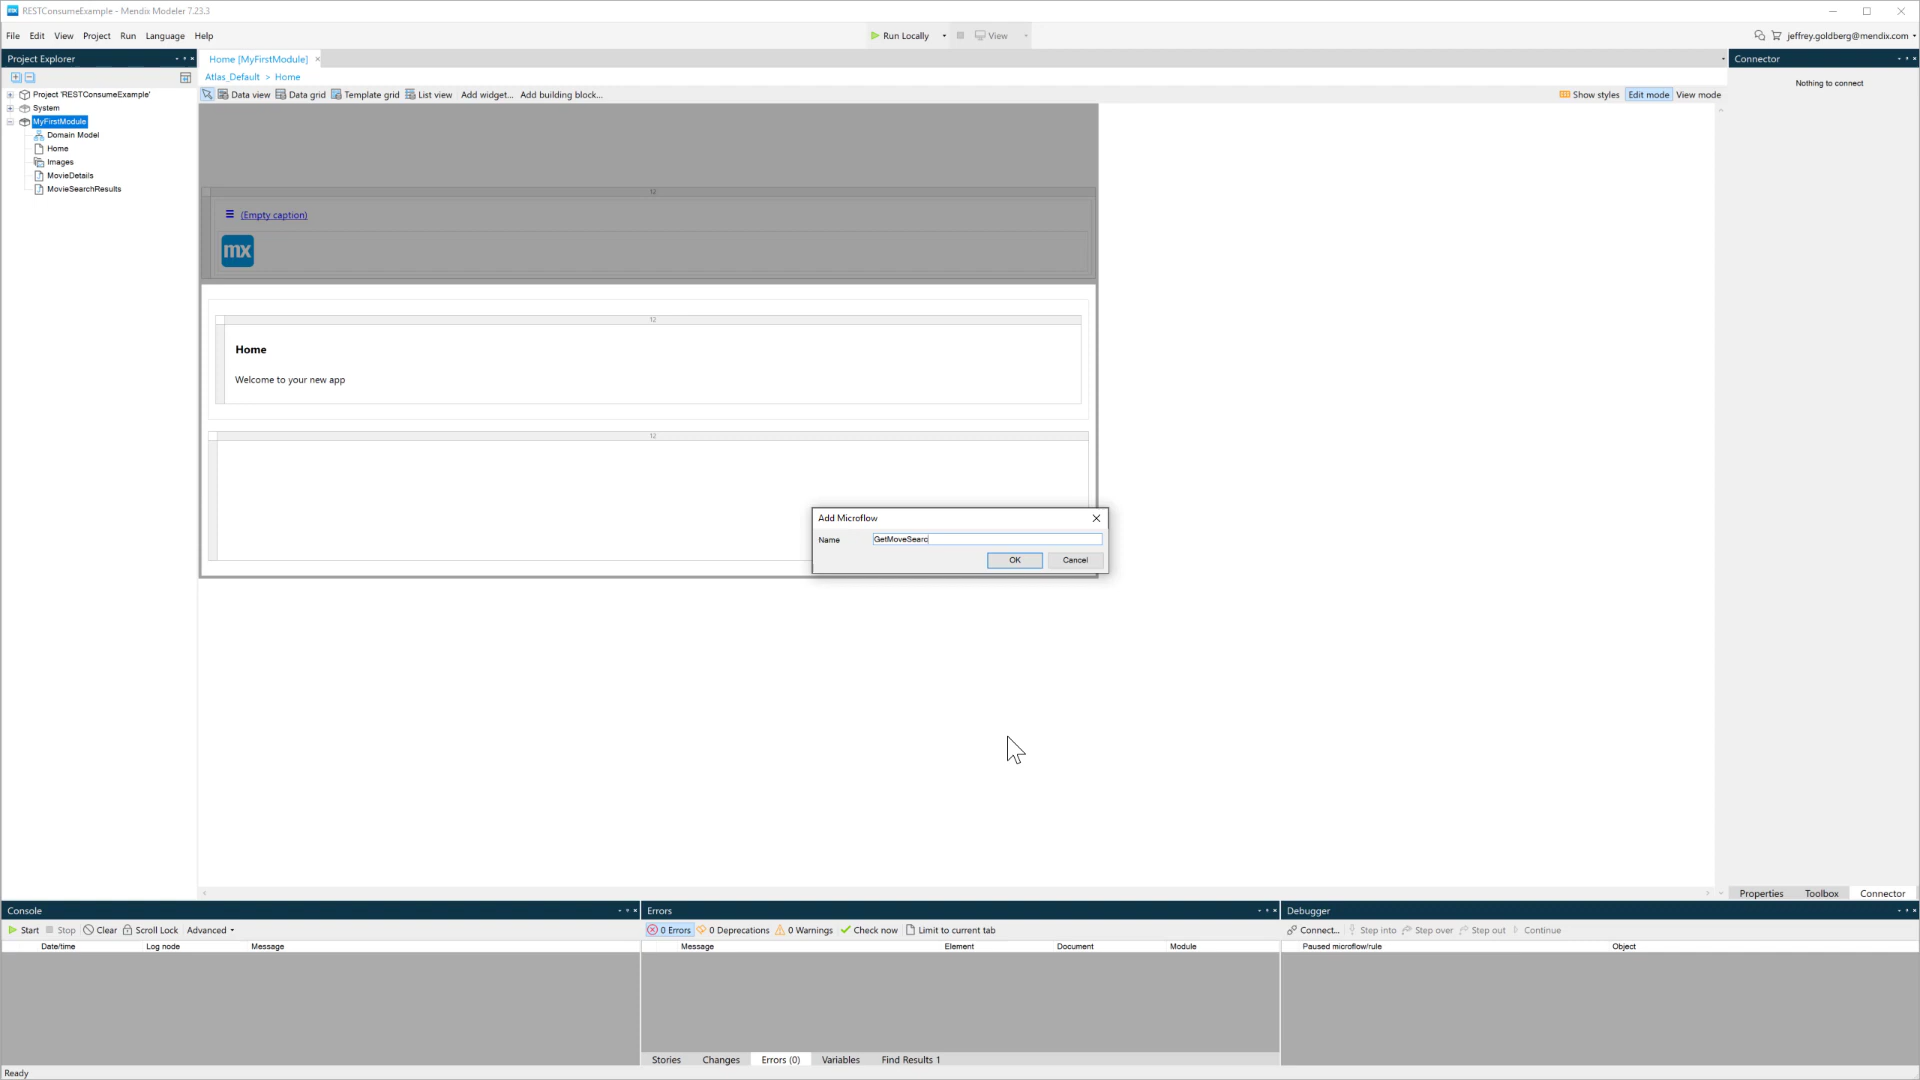 RESTConsumeExample - Mendix Modeler 7.23.3
File Edit View Project Run Language Help
Run Locally View
jeffrey.goldberg@mendix.com
Project Explorer
Project 'RESTConsumeExample'
System
MyFirstModule
Domain Model
Home
Images
MovieDetails
MovieSearchResults
Home [MyFirstModule]
Atlas_Default > Home
Data view Data grid Template grid List view Add widget... Add building block...
Show styles Edit mode View mode
12
(Empty caption)
mx
12
Home
Welcome to your new app
12
Add Microflow
Name GetMoveSearc
OK Cancel
Connector
Nothing to connect
Properties Toolbox Connector
Console
Start Stop Clear Scroll Lock Advanced
Date/time Log node Message
Errors
0 Errors 0 Deprecations 0 Warnings Check now Limit to current tab
Message Element Document Module
Stories Changes Errors (0) Variables Find Results 1
Debugger
Connect... Step into Step over Step out Continue
Paused microflow/rule Object
Ready